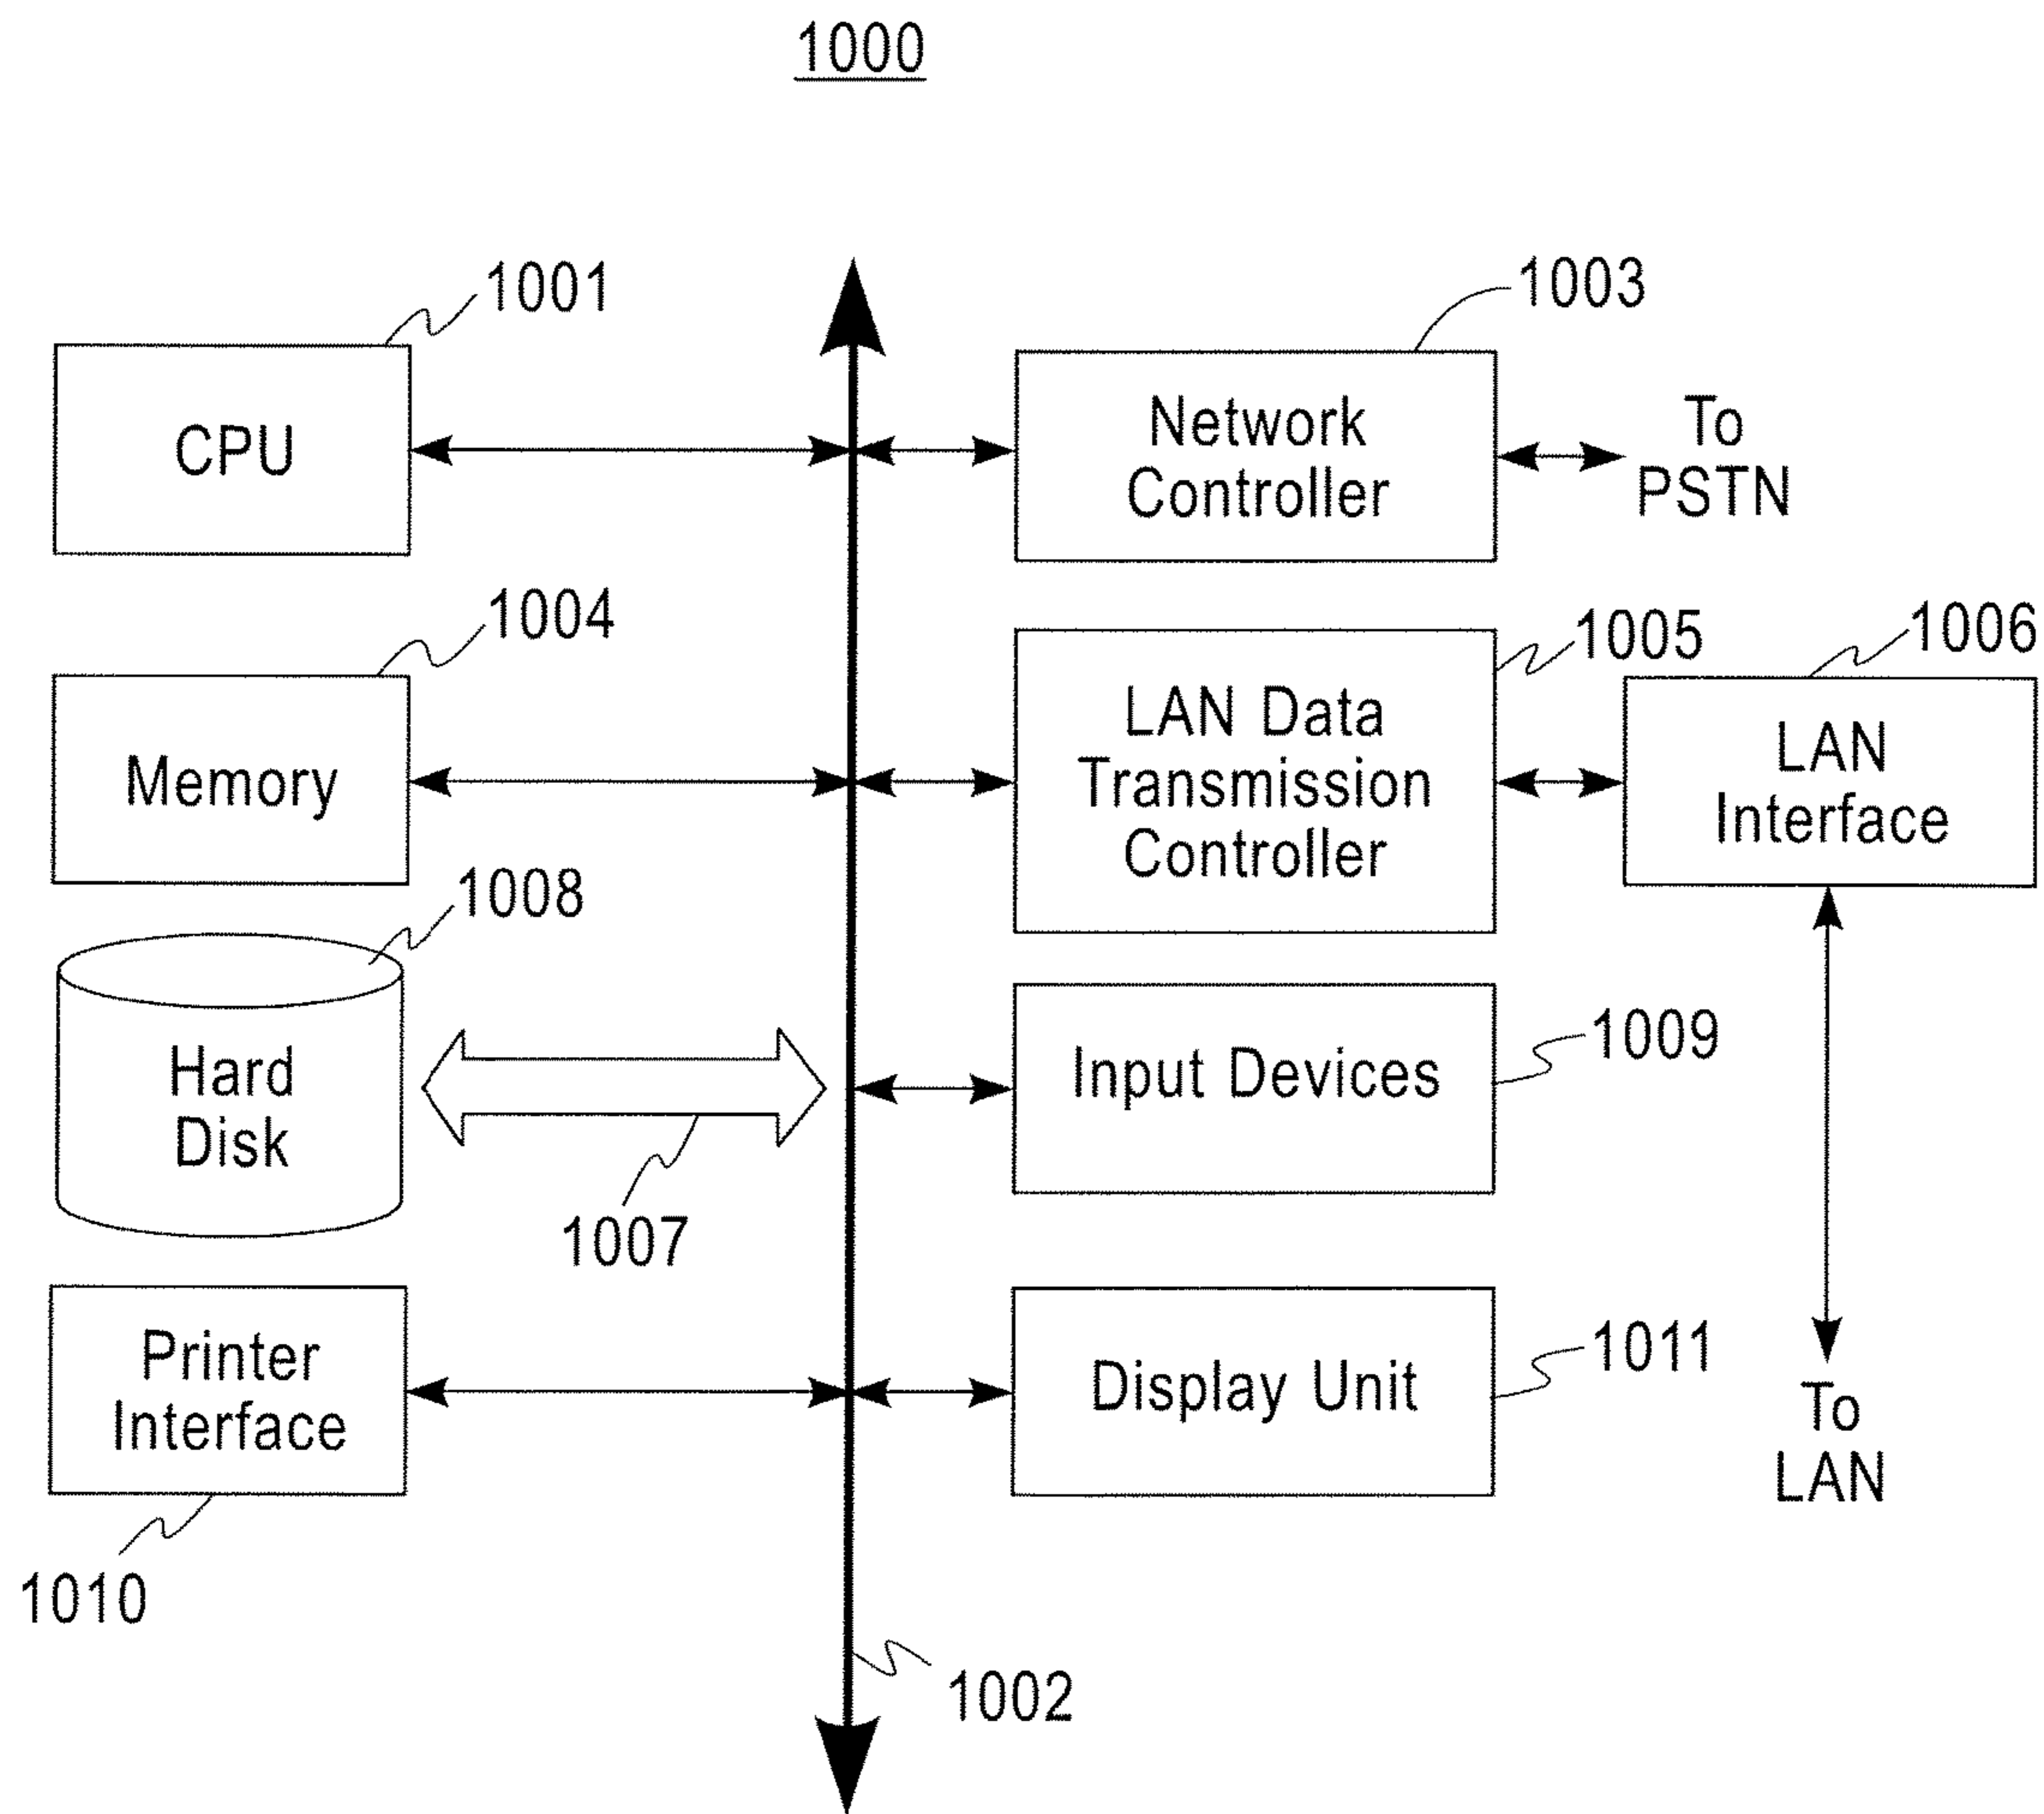 1000
1001
1003
CPU
Network
Controller
To
PSTN
1004
1005
1006
Memory
LAN Data
Transmission
Controller
LAN
Interface
1008
Hard
Disk
1007
Input Devices
1009
Printer
Interface
1010
Display Unit
1011
To
LAN
1002